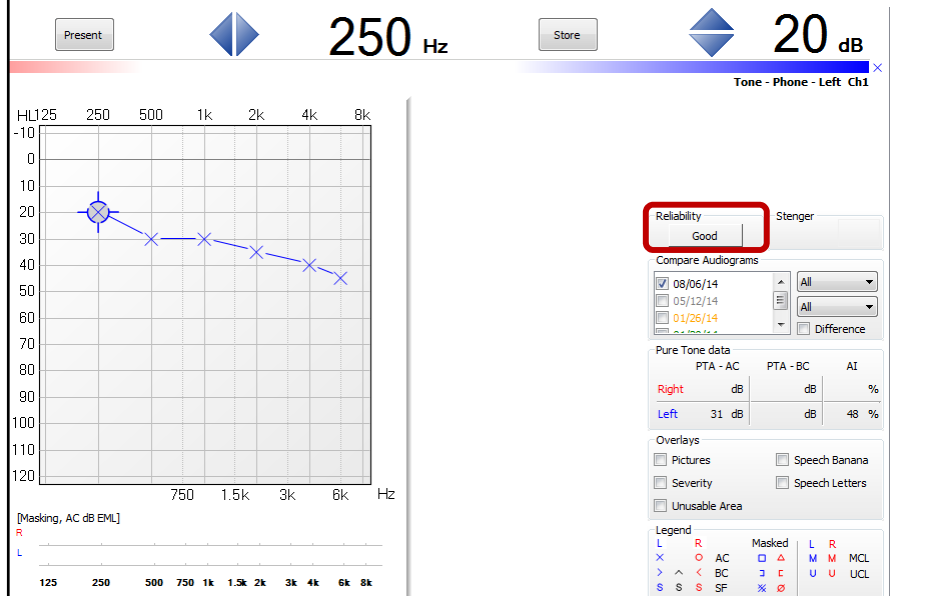 Present 250 Hz Store 20 dB
Tone - Phone - Left Ch1
HL 125 250 500 1k 2k 4k 8k
-10
0
10
20
30
40
50
60
70
80
90
100
110
120
750 1.5k 3k 6k Hz
[Masking, AC dB EML]
R
L
125 250 500 750 1k 1.5k 2k 3k 4k 6k 8k
Reliability Stenger
Good
Compare Audiograms
08/06/14 All
05/12/14
01/26/14 All
Difference
Pure Tone data
PTA - AC PTA - BC AI
Right dB dB %
Left 31 dB dB 48 %
Overlays
Pictures Speech Banana
Severity Speech Letters
Unusable Area
Legend
L R Masked L R
AC M M MCL
BC U U UCL
S S S SF